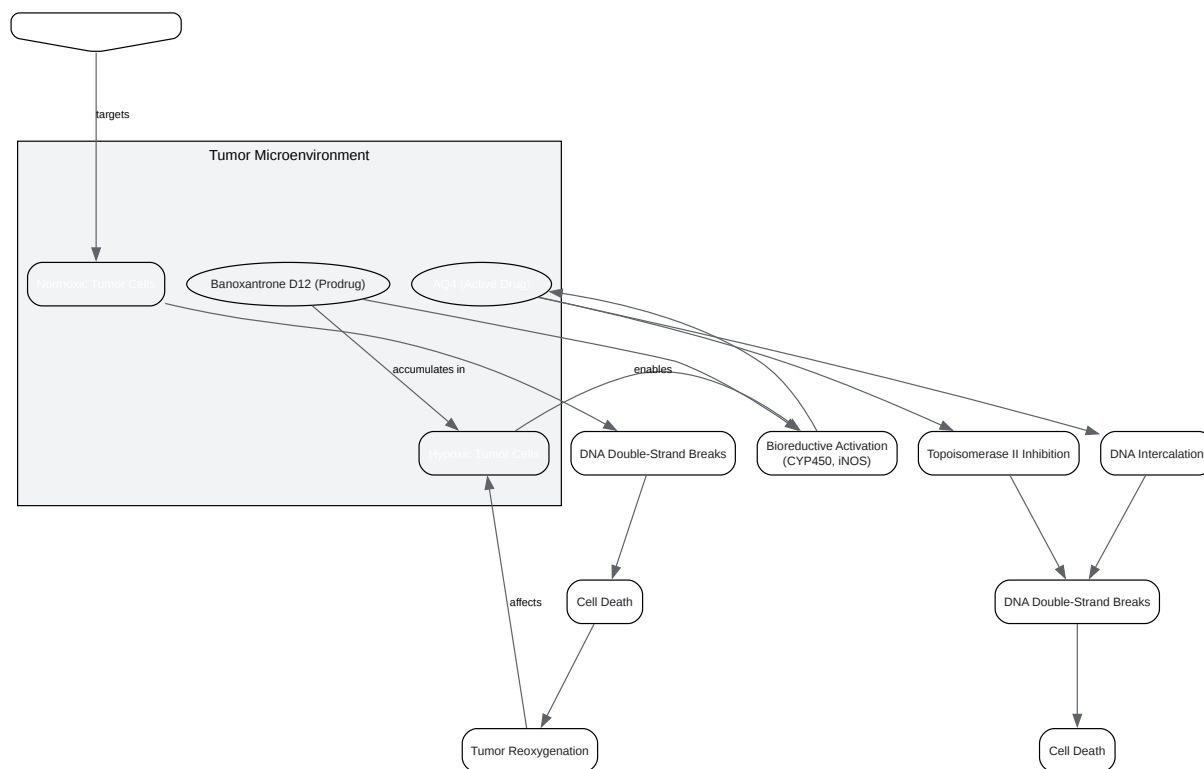 targets
Tumor Microenvironment
Normoxic Tumor Cells
Banoxantrone D12 (Prodrug)
AQ4 (Active Drug)
accumulates in
enables
Hypoxic Tumor Cells
DNA Double-Strand Breaks
Bioreductive Activation
(CYP450, iNOS)
Topoisomerase II Inhibition
DNA Intercalation
affects
Cell Death
DNA Double-Strand Breaks
Tumor Reoxygenation
Cell Death